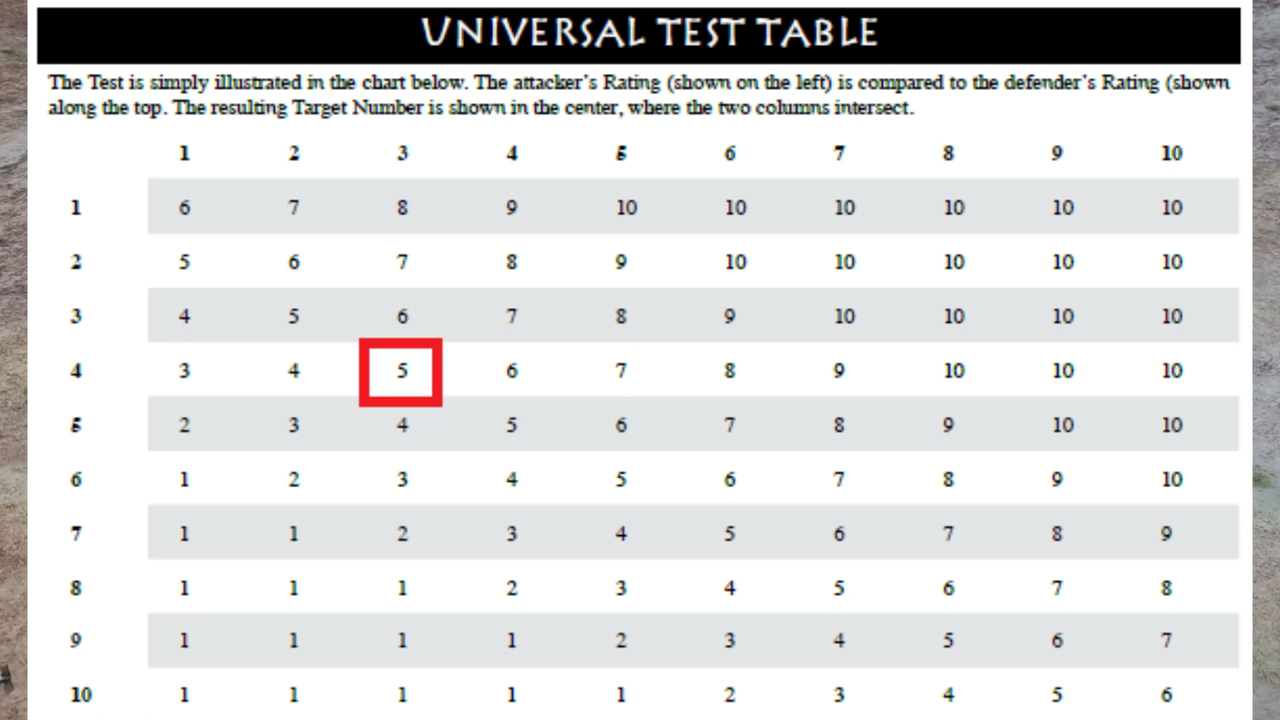 UNIVERSAL TEST TABLE
The Test is simply illustrated in the chart below. The attacker's Rating (shown on the left) is compared to the defender's Rating (shown
along the top. The resulting Target Number is shown in the center, where the two columns intersect.
1 2 3 4 5 6 7 8 9 10
1 6 7 8 9 10 10 10 10 10 10
2 5 6 7 8 9 10 10 10 10 10
3 4 5 6 7 8 9 10 10 10 10
4 3 4 5 6 7 8 9 10 10 10
5 2 3 4 5 6 7 8 9 10 10
6 1 2 3 4 5 6 7 8 9 10
7 1 1 2 3 4 5 6 7 8 9
8 1 1 1 2 3 4 5 6 7 8
9 1 1 1 1 2 3 4 5 6 7
10 1 1 1 1 1 2 3 4 5 6